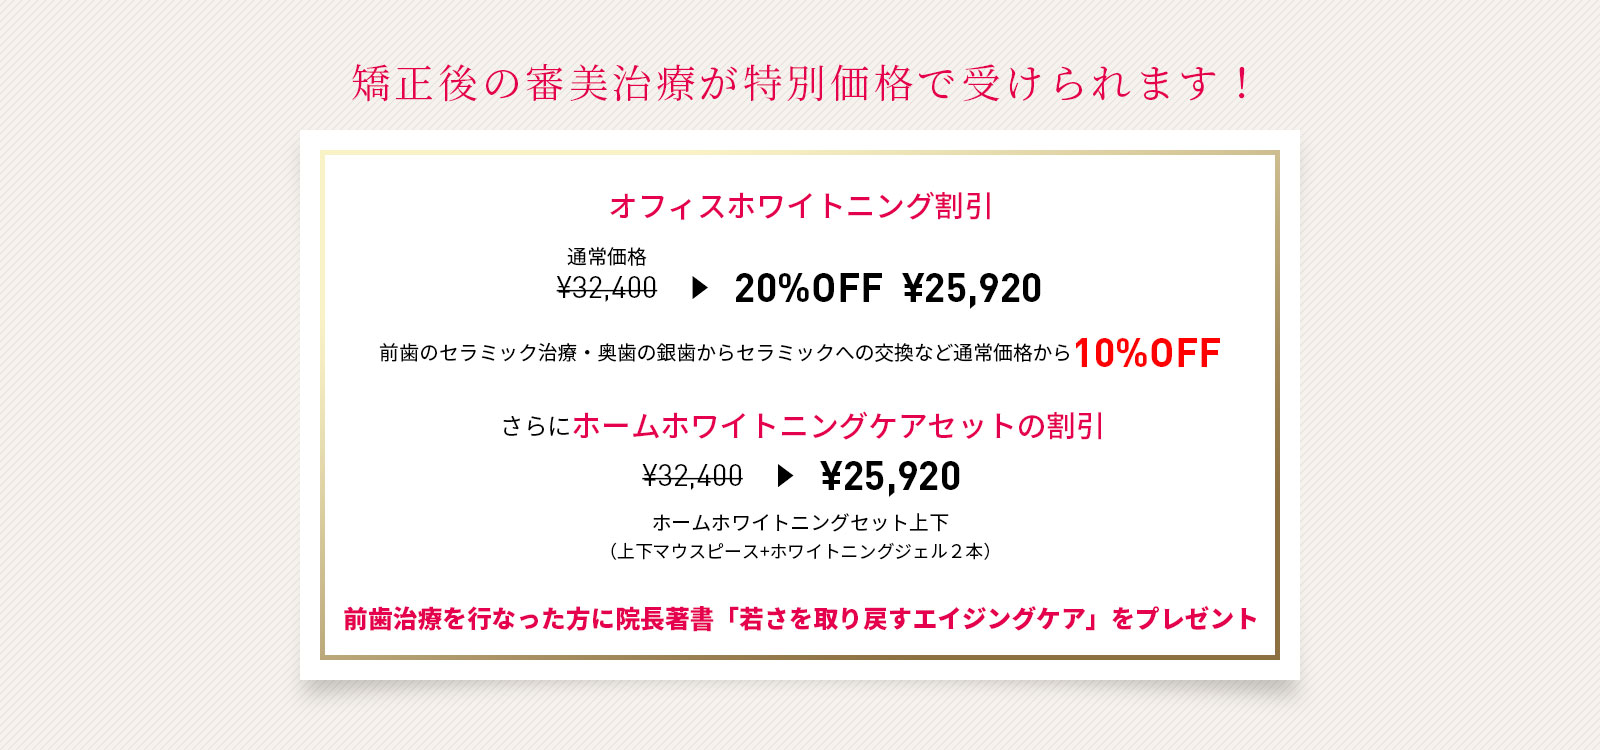 矯正後の審美治療が特別価格で受けられます！
オフィスホワイトニング割引
通常価格
¥32,400 ▶ 20%OFF ¥25,920
前歯のセラミック治療・奥歯の銀歯からセラミックへの交換など通常価格から10%OFF
さらにホームホワイトニングケアセットの割引
¥32,400 ▶ ¥25,920
ホームホワイトニングセット上下
（上下マウスピース+ホワイトニングジェル２本）
前歯治療を行なった方に院長著書「若さを取り戻すエイジングケア」をプレゼント